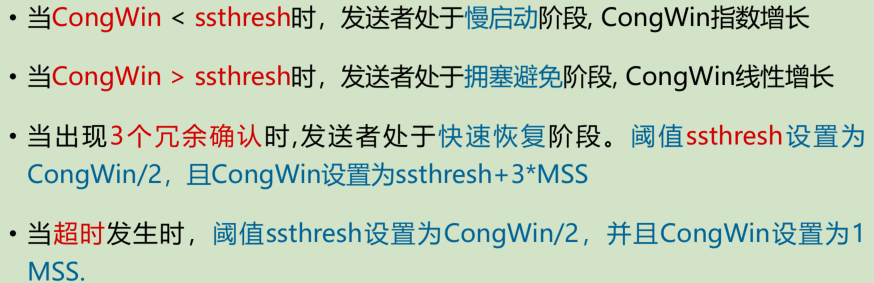 • 当CongWin < ssthresh时，发送者处于慢启动阶段, CongWin指数增长
• 当CongWin > ssthresh时，发送者处于拥塞避免阶段, CongWin线性增长
• 当出现3个冗余确认时,发送者处于快速恢复阶段。阈值ssthresh设置为
CongWin/2，且CongWin设置为ssthresh+3*MSS
• 当超时发生时，阈值ssthresh设置为CongWin/2，并且CongWin设置为1
MSS.